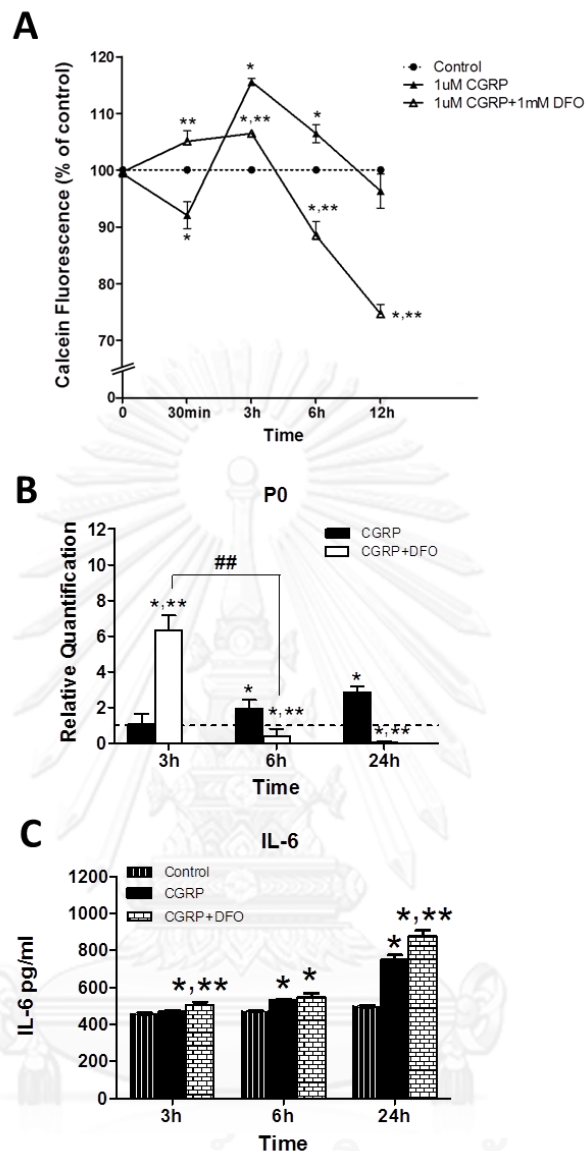 A
Calcein Fluorescence (% of control)
120
110
100
90
80
70
0
0 30min 3h 6h 12h
Time
Control
1uM CGRP
1uM CGRP+1mM DFO
*
*
**
*,**
*
*,**
*,**
B
P0
Relative Quantification
12
10
8
6
4
2
0
3h 6h 24h
Time
CGRP
CGRP+DFO
##
*,**
*
*,**
*
*,**
C
IL-6
IL-6 pg/ml
1200
1000
800
600
400
200
0
3h 6h 24h
Time
Control
CGRP
CGRP+DFO
*,**
* *
*
*,**